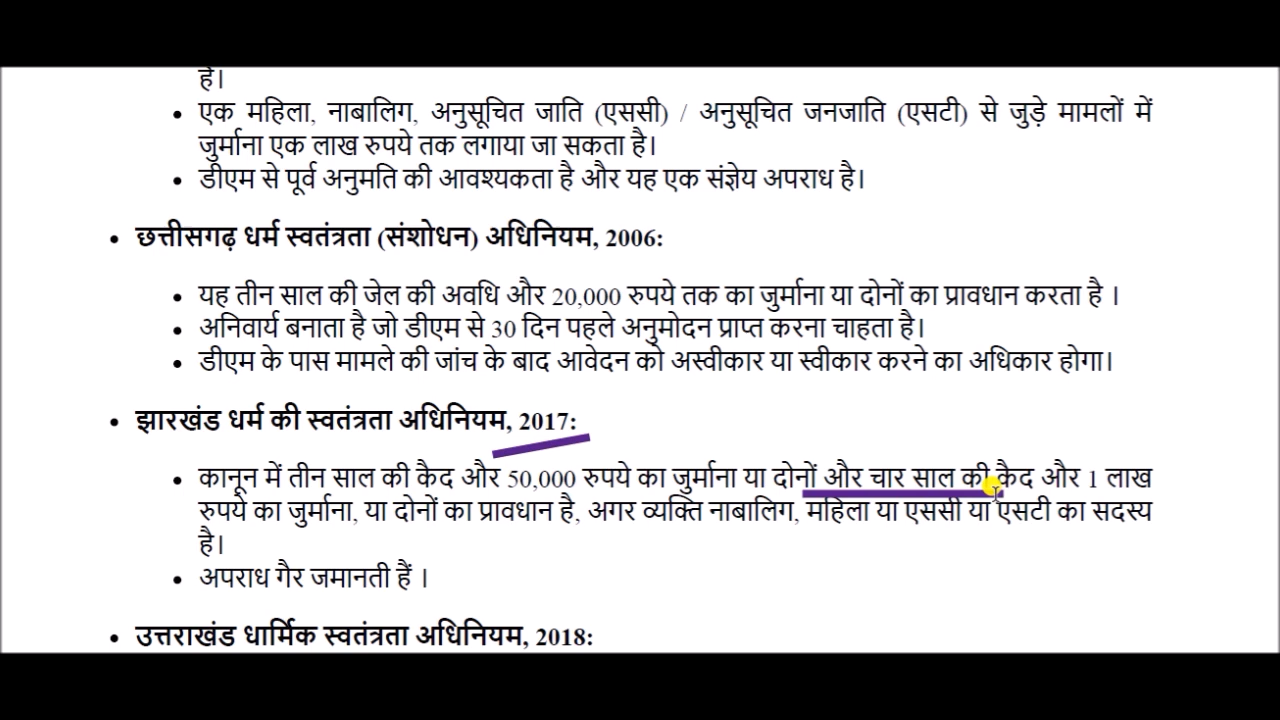 है।
एक महिला, नाबालिग, अनुसूचित जाति (एससी) / अनुसूचित जनजाति (एसटी) से जुड़े मामलों में
जुर्माना एक लाख रुपये तक लगाया जा सकता है।
डीएम से पूर्व अनुमति की आवश्यकता है और यह एक संज्ञेय अपराध है।
छत्तीसगढ़ धर्म स्वतंत्रता (संशोधन) अधिनियम, 2006:
यह तीन साल की जेल की अवधि और 20,000 रुपये तक का जुर्माना या दोनों का प्रावधान करता है ।
अनिवार्य बनाता है जो डीएम से 30 दिन पहले अनुमोदन प्राप्त करना चाहता है।
डीएम के पास मामले की जांच के बाद आवेदन को अस्वीकार या स्वीकार करने का अधिकार होगा।
झारखंड धर्म की स्वतंत्रता अधिनियम, 2017:
कानून में तीन साल की कैद और 50,000 रुपये का जुर्माना या दोनों और चार साल की कैद और 1 लाख
रुपये का जुर्माना, या दोनों का प्रावधान है, अगर व्यक्ति नाबालिग, महिला या एससी या एसटी का सदस्य
है।
अपराध गैर जमानती हैं ।
उत्तराखंड धार्मिक स्वतंत्रता अधिनियम, 2018: